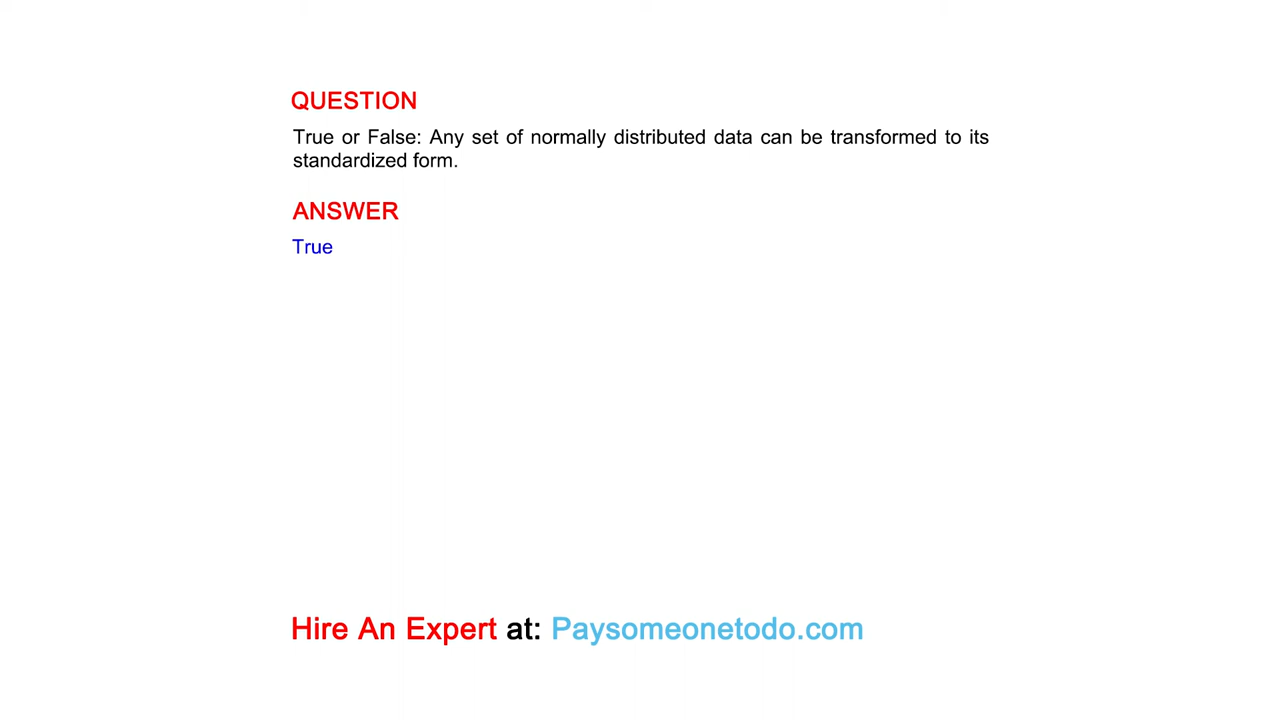 QUESTION
True or False: Any set of normally distributed data can be transformed to its
standardized form.
ANSWER
True
Hire An Expert at: Paysomeonetodo.com